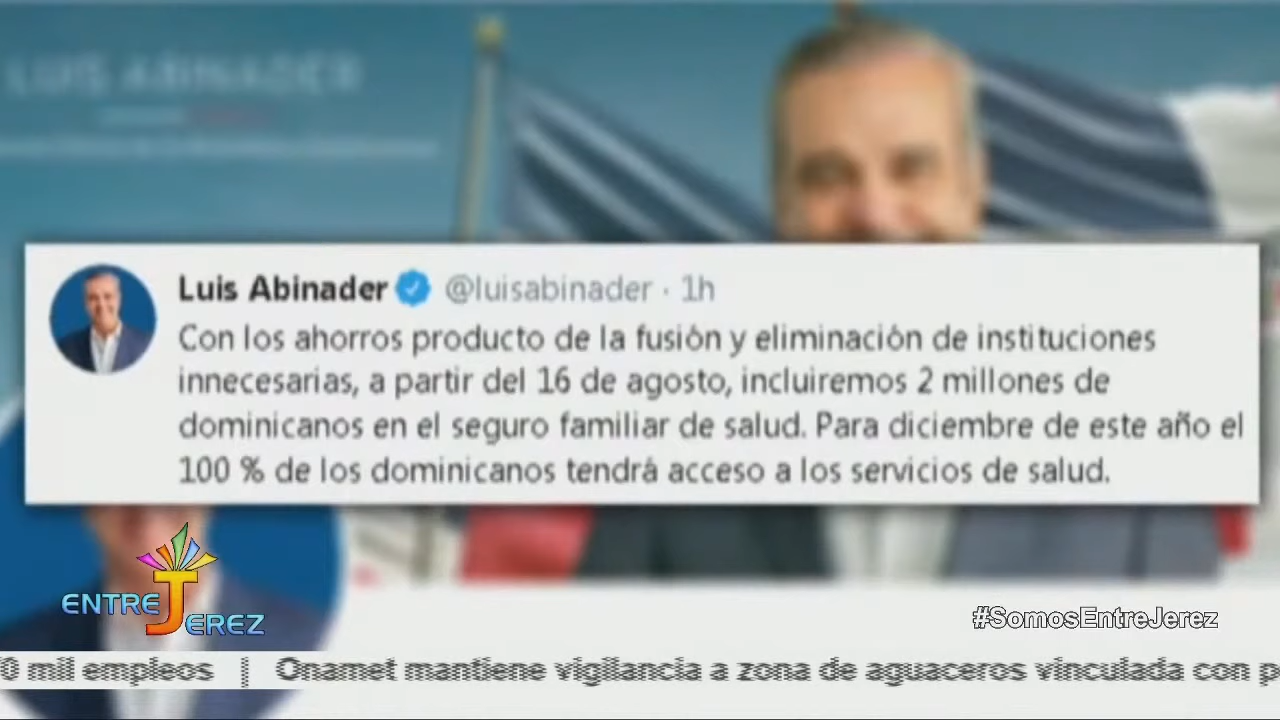 LUIS ABINADER
Luis Abinader @luisabinader · 1h
Con los ahorros producto de la fusión y eliminación de instituciones
innecesarias, a partir del 16 de agosto, incluiremos 2 millones de
dominicanos en el seguro familiar de salud. Para diciembre de este año el
100 % de los dominicanos tendrá acceso a los servicios de salud.
ENTRE JEREZ
#SomosEntreJerez
0 mil empleos | Onamet mantiene vigilancia a zona de aguaceros vinculada con p